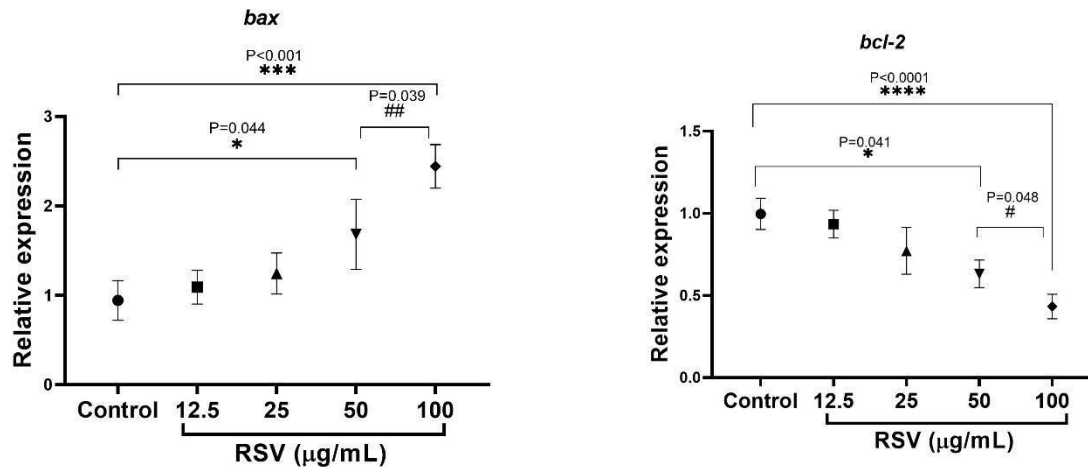 bax
P<0.001
***
P=0.039
##
P=0.044
*
Relative expression
3
2
1
0
Control 12.5 25 50 100
RSV (µg/mL)
bcl-2
P<0.0001
****
P=0.041
*
P=0.048
#
Relative expression
1.5
1.0
0.5
0.0
Control 12.5 25 50 100
RSV (µg/mL)